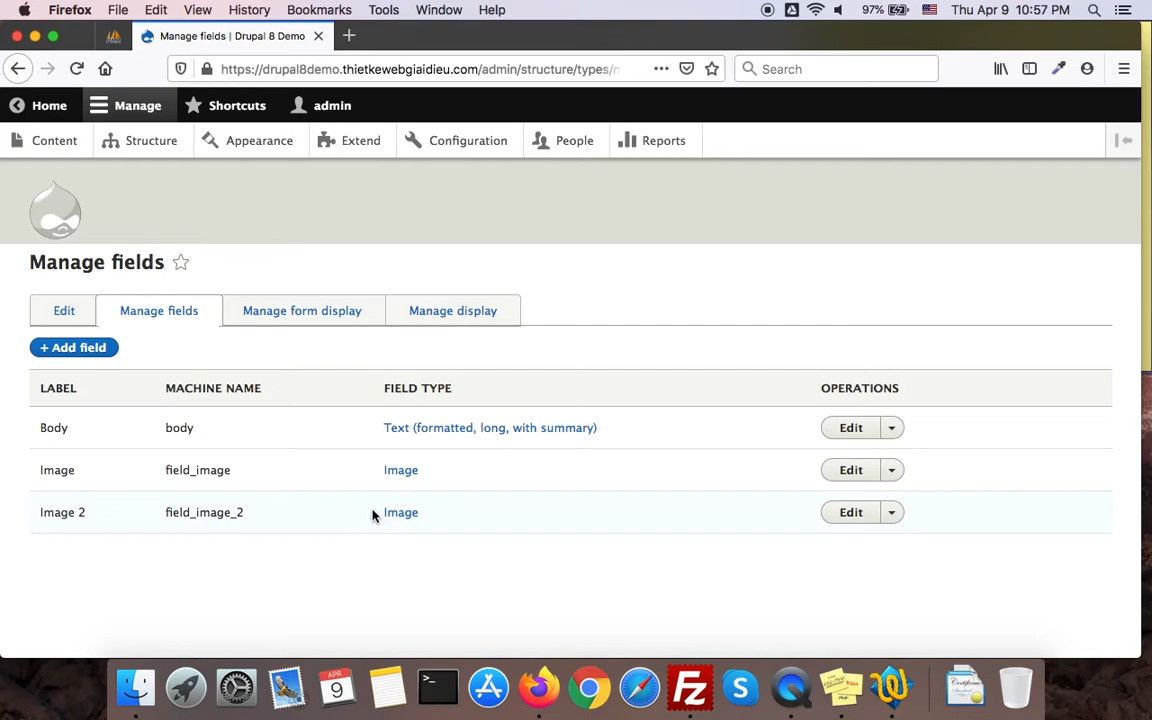 Firefox File Edit View History Bookmarks Tools Window Help 97% Thu Apr 9 10:57 PM
Manage fields | Drupal 8 Demo
https://drupal8demo.thietkewebgiaidieu.com/admin/structure/types/m
Search
Home Manage Shortcuts admin
Content Structure Appearance Extend Configuration People Reports
Manage fields
Edit Manage fields Manage form display Manage display
+ Add field
LABEL MACHINE NAME FIELD TYPE OPERATIONS
Body body Text (formatted, long, with summary) Edit
Image field_image Image Edit
Image 2 field_image_2 Image Edit
APR
9